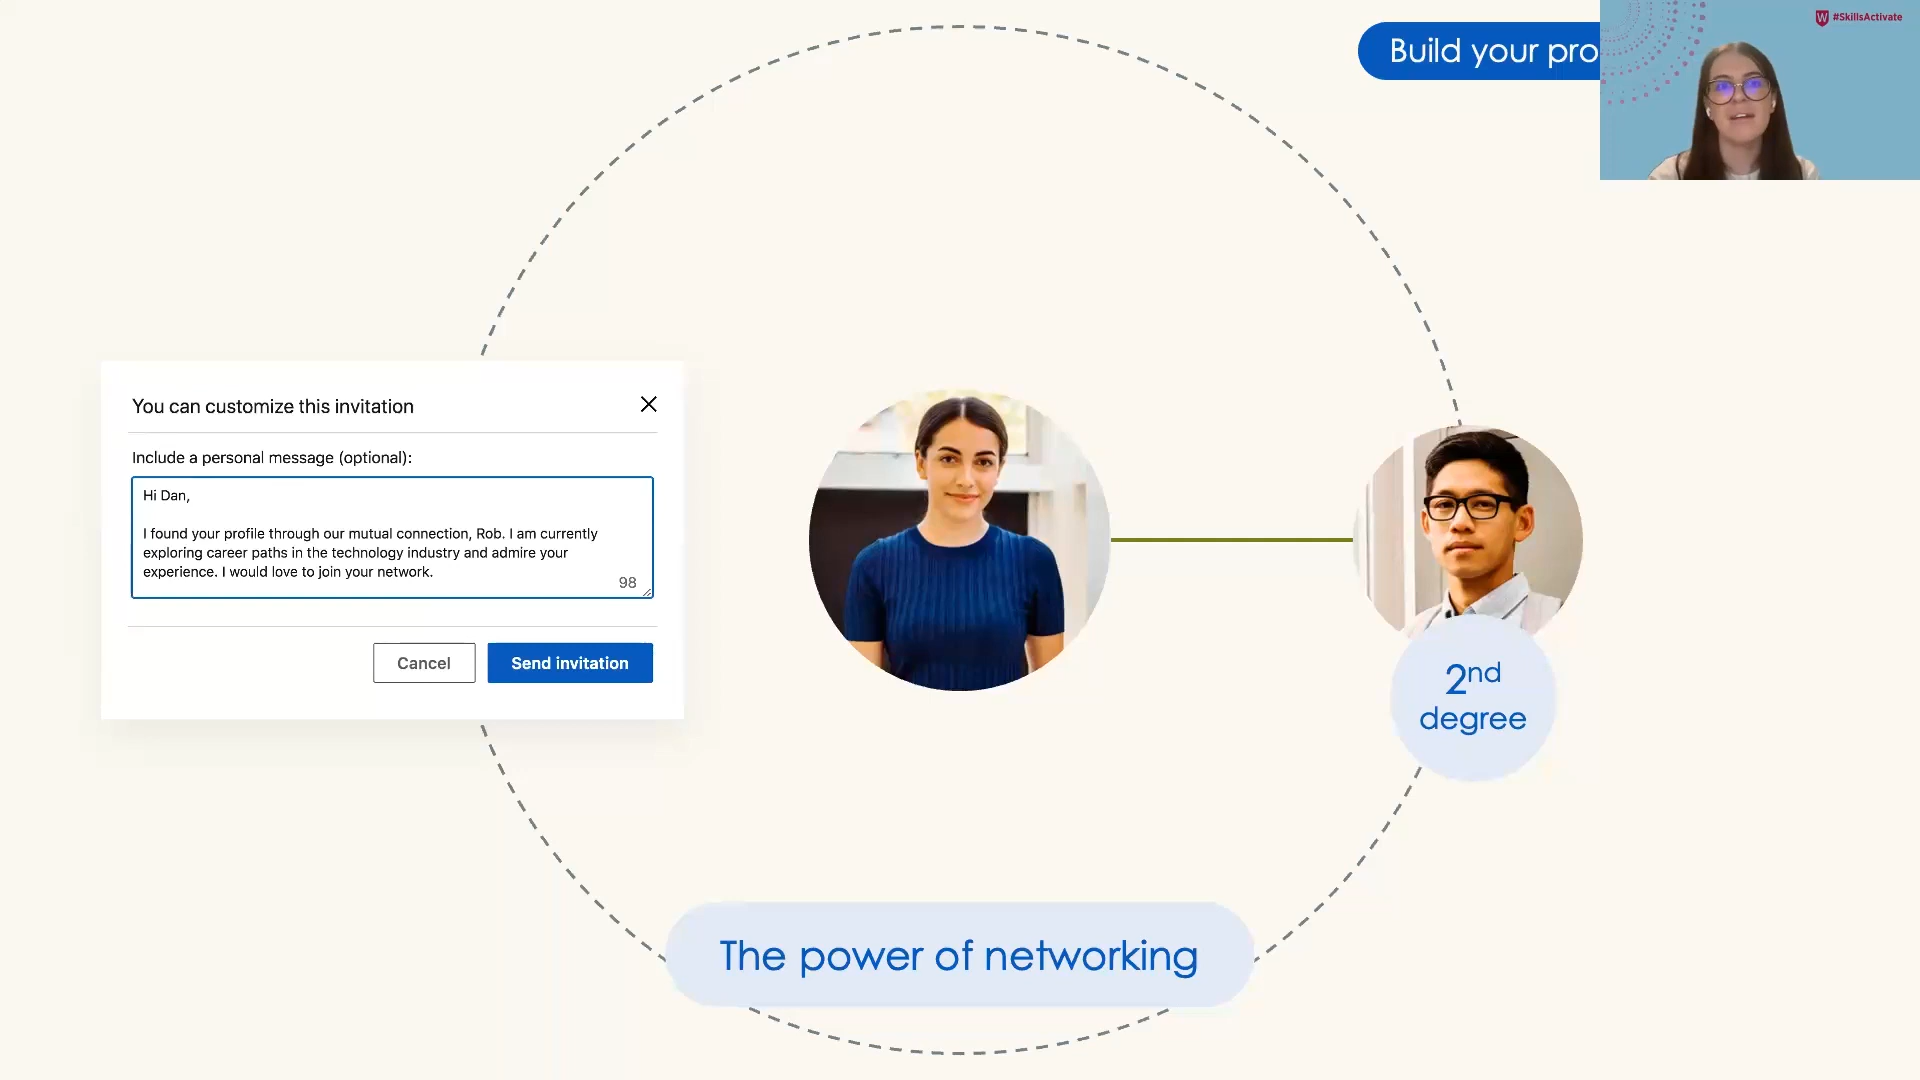 #SkillsActivate
Build your pro
You can customize this invitation
Include a personal message (optional):
Hi Dan,
I found your profile through our mutual connection, Rob. I am currently
exploring career paths in the technology industry and admire your
experience. I would love to join your network.
98
Cancel
Send invitation
2nd
degree
The power of networking